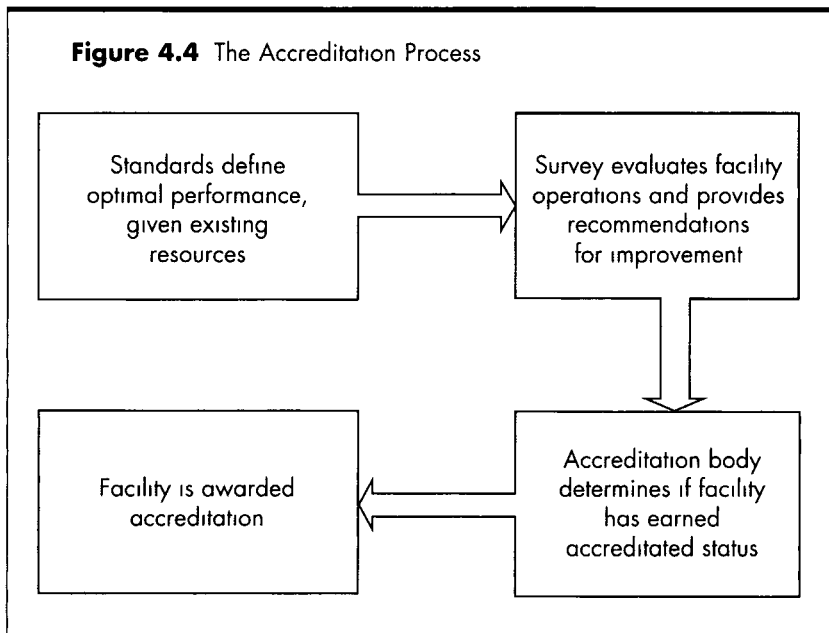 Figure 4.4 The Accreditation Process
Standards define
optimal performance,
given existing
resources
Survey evaluates facility
operations and provides
recommendations
for improvement
Accreditation body
determines if facility
has earned
accreditated status
Facility is awarded
accreditation